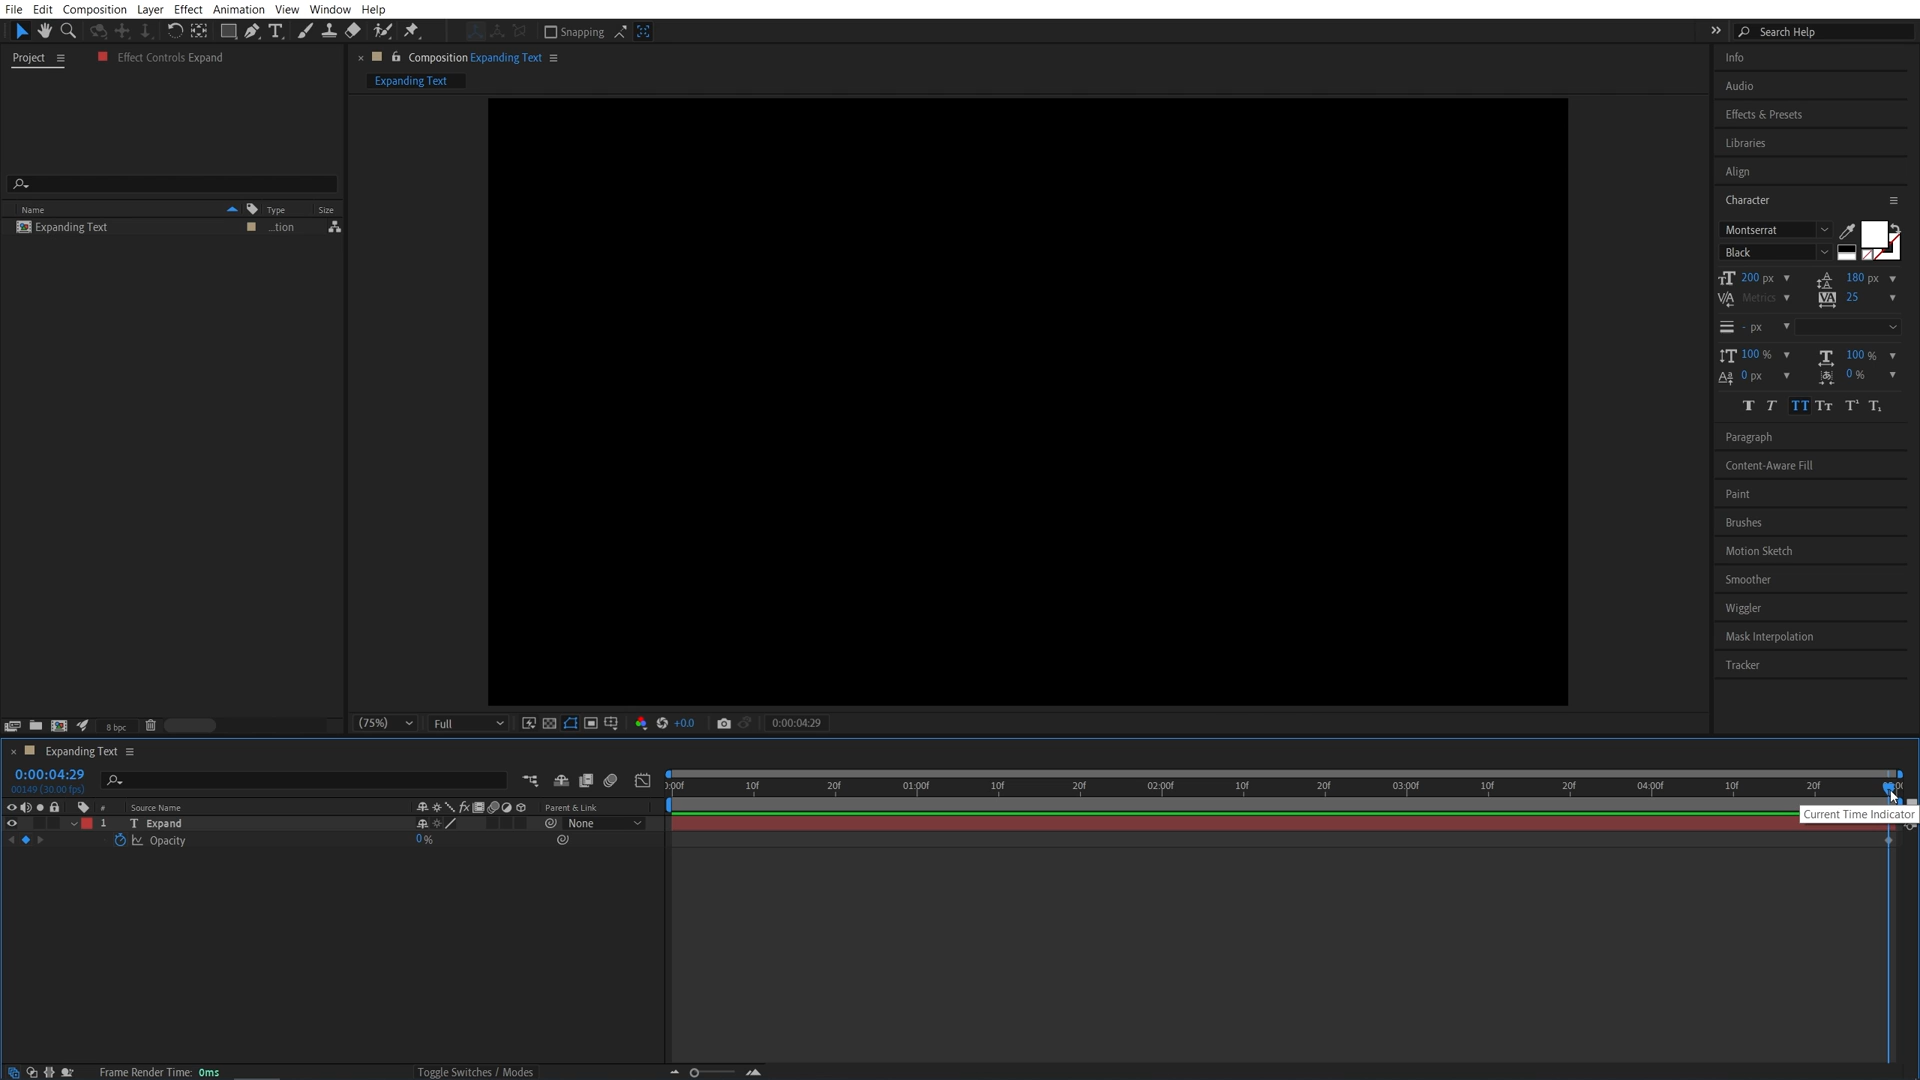 File Edit Composition Layer Effect Animation View Window Help
Snapping
Search Help
Project
Effect Controls Expand
Composition Expanding Text
Expanding Text
Name Type Size
Expanding Text ...tion
8 bpc
(75%) Full +0.0 0:00:04:29
Info
Audio
Effects & Presets
Libraries
Align
Character
Montserrat
Black
200 px 180 px
Metrics 25
- px
100 % 100 %
0 px 0 %
Paragraph
Content-Aware Fill
Paint
Brushes
Motion Sketch
Smoother
Wiggler
Mask Interpolation
Tracker
Expanding Text
0:00:04:29
00149 (30.00 fps)
:00f 10f 20f 01:00f 10f 20f 02:00f 10f 20f 03:00f 10f 20f 04:00f 10f 20f
# Source Name Parent & Link
1 T Expand None
Current Time Indicator
Opacity 0 %
Frame Render Time: 0ms
Toggle Switches / Modes